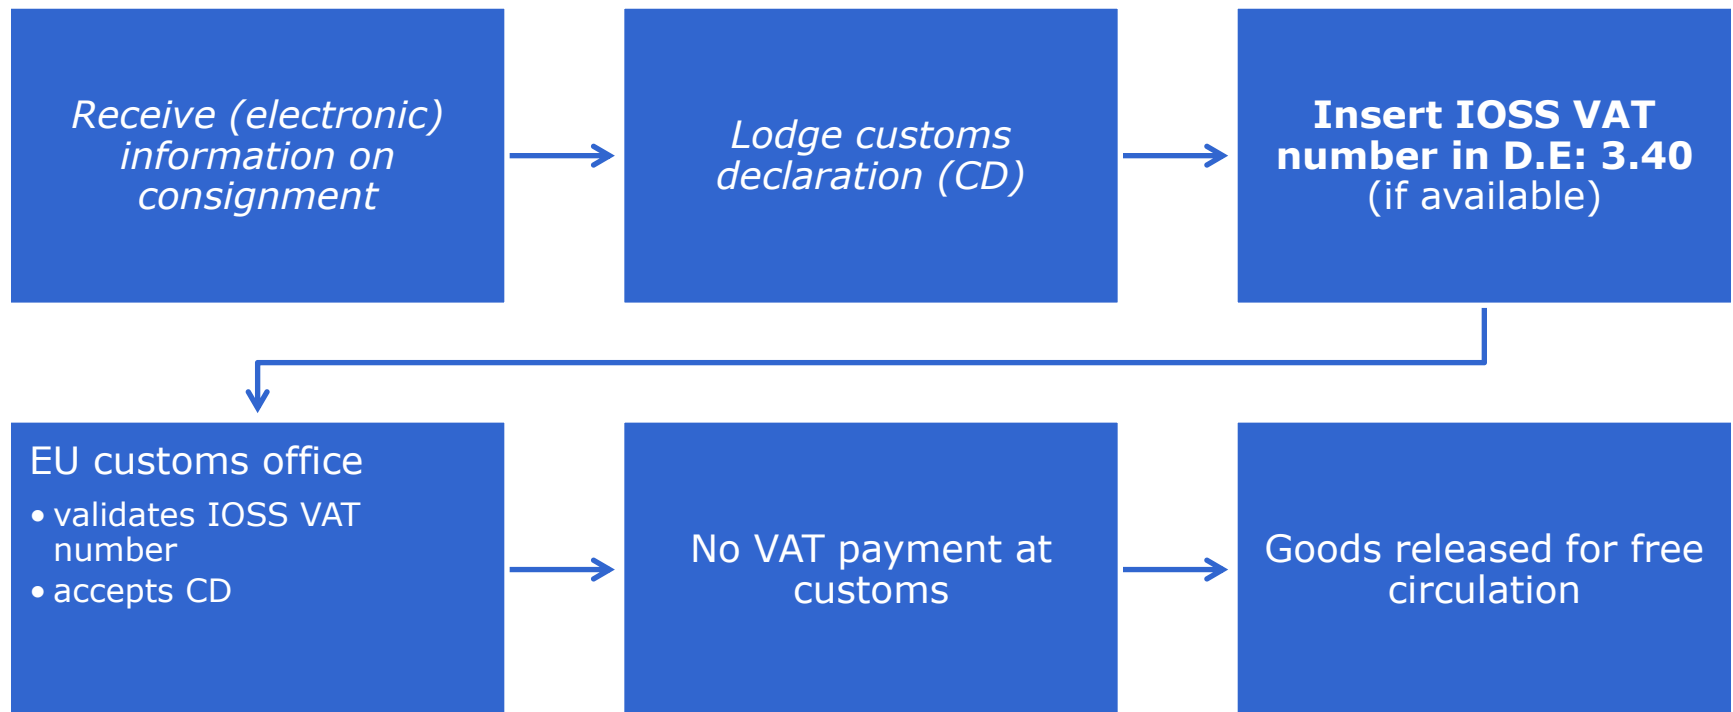 Receive (electronic)
information on
consignment
Lodge customs
declaration (CD)
Insert IOSS VAT
number in D.E: 3.40
(if available)
EU customs office
• validates IOSS VAT
number
• accepts CD
No VAT payment at
customs
Goods released for free
circulation